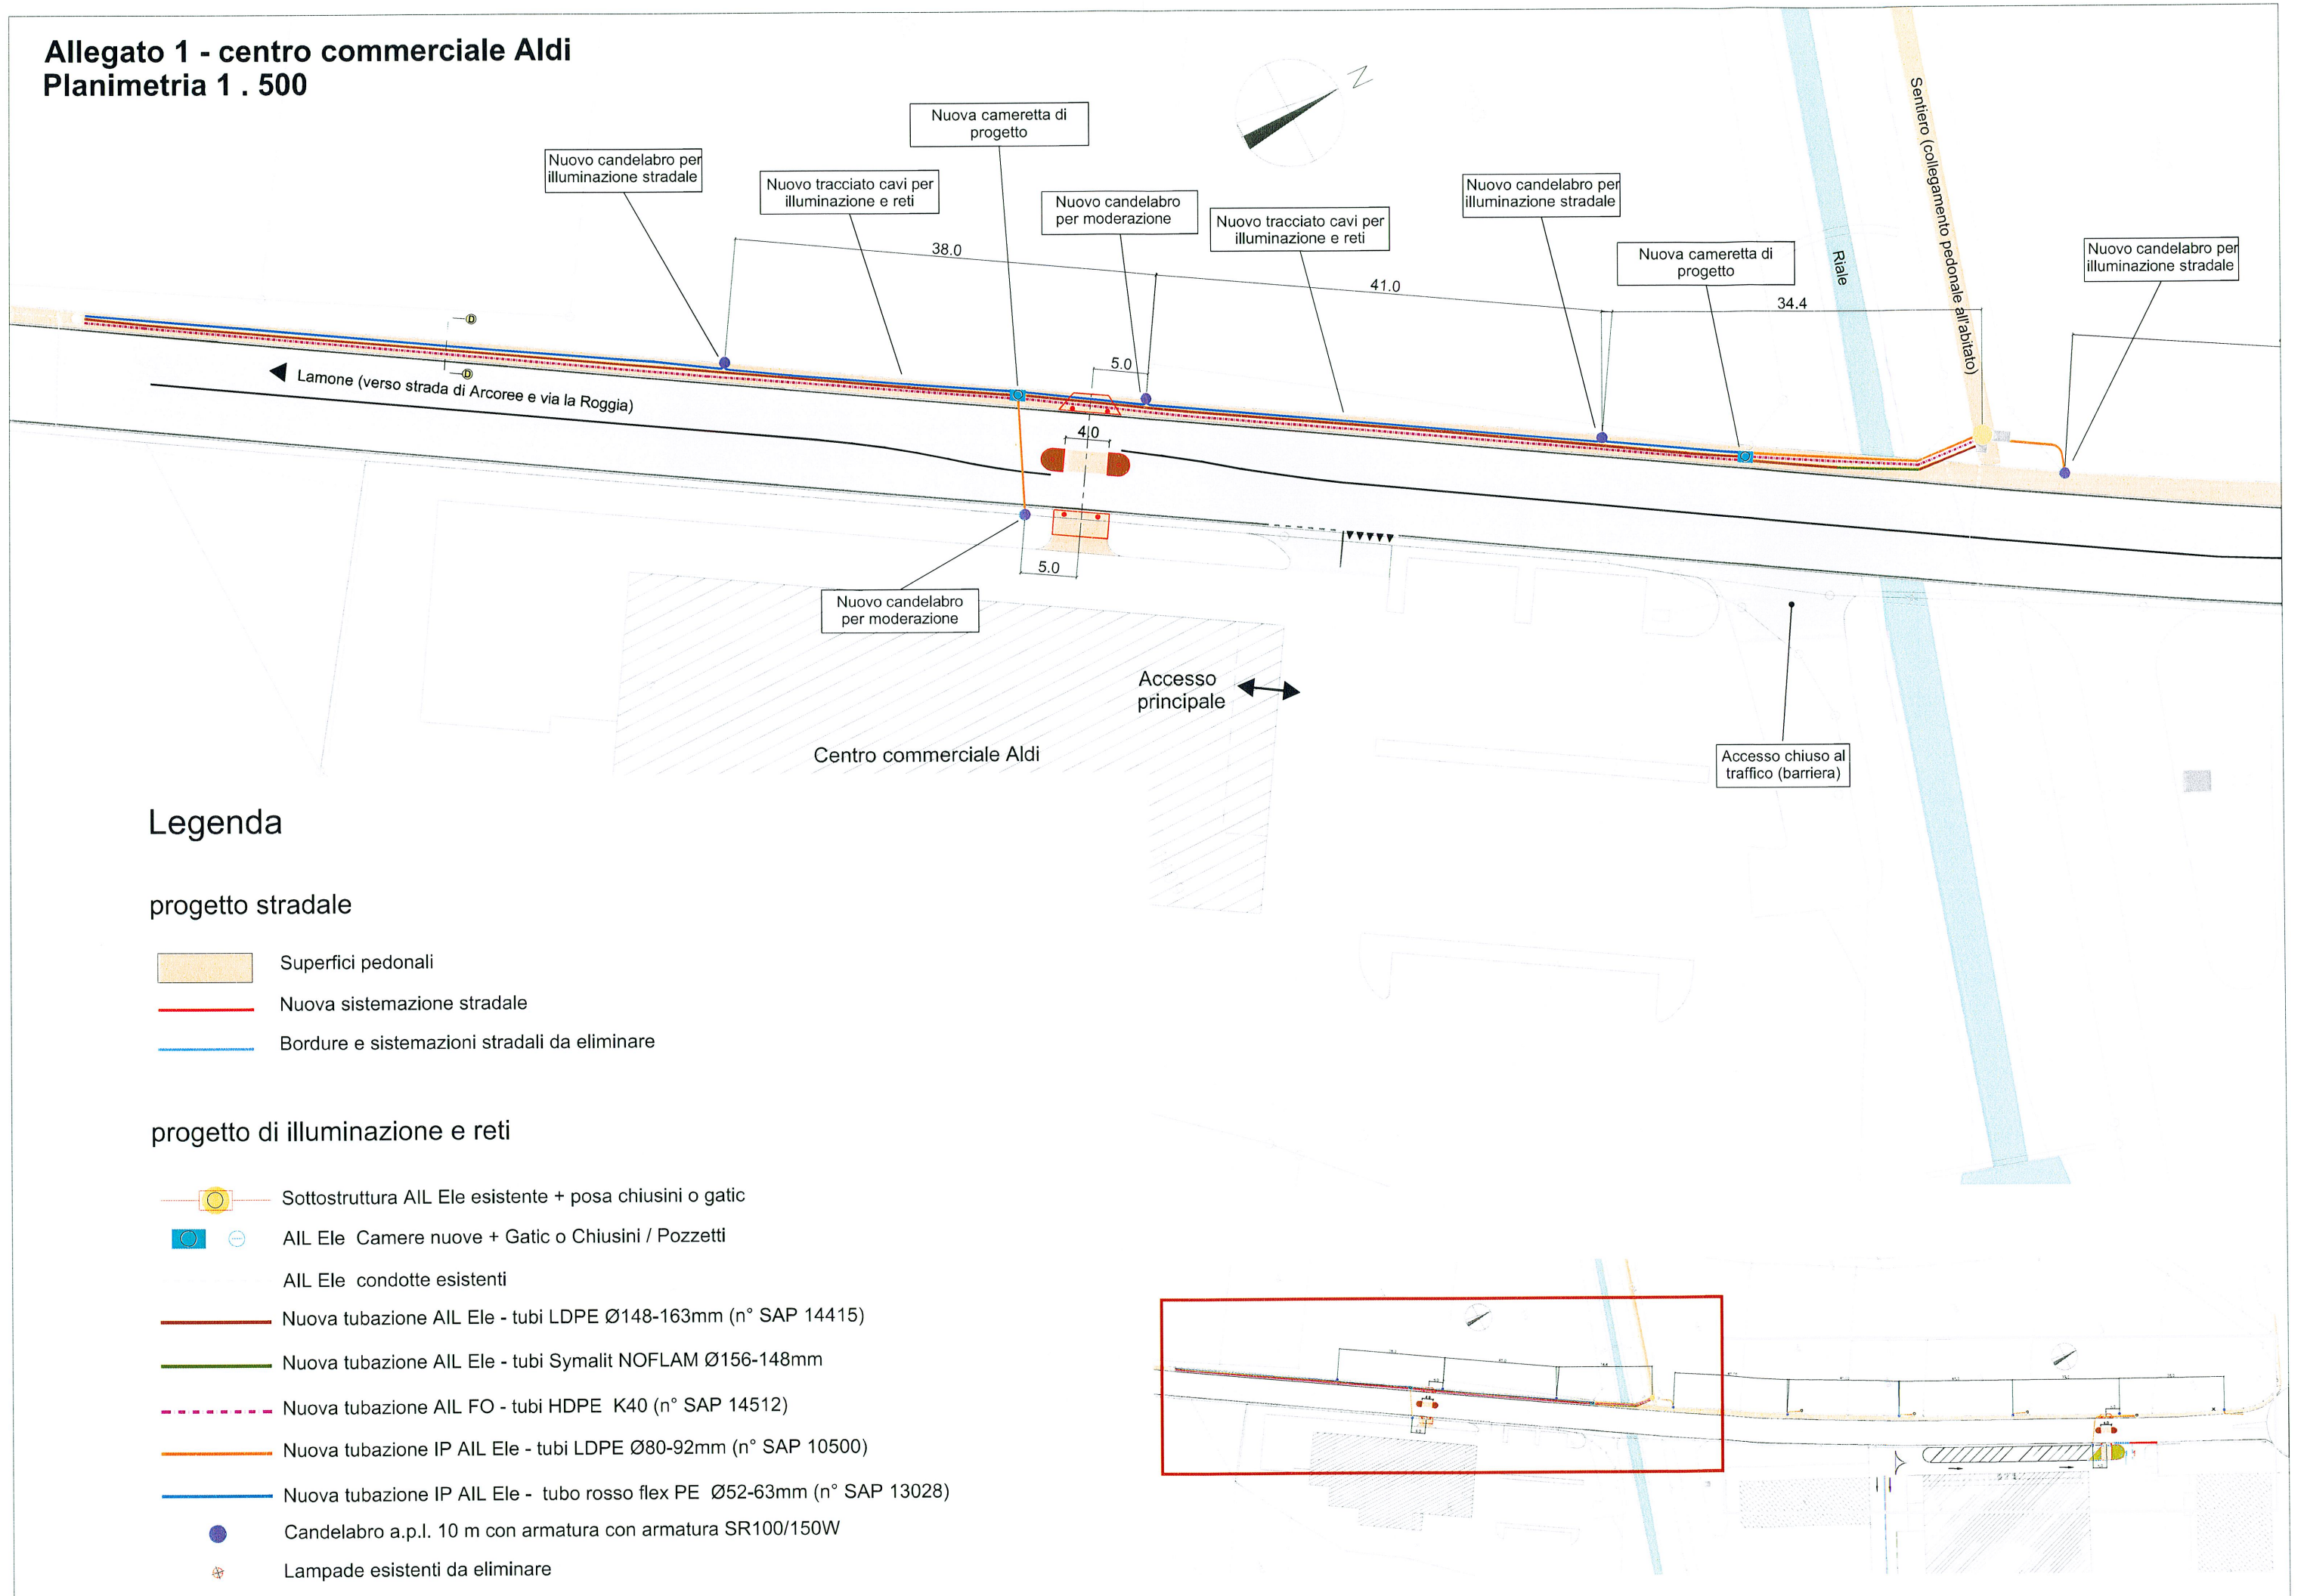 Allegato 1 - centro commerciale Aldi
Planimetria 1 . 500
N
Nuova cameretta di
progetto
Nuovo candelabro per
illuminazione stradale
Nuovo tracciato cavi per
illuminazione e reti
Nuovo candelabro
per moderazione
Nuovo tracciato cavi per
illuminazione e reti
Nuovo candelabro per
illuminazione stradale
Nuova cameretta di
progetto
Nuovo candelabro per
illuminazione stradale
Riale
Sentiero (collegamento pedonale all'abitato)
38.0
41.0
34.4
5.0
D
D
Lamone (verso strada di Arcoree e via la Roggia)
4.0
5.0
Nuovo candelabro
per moderazione
Accesso
principale
Centro commerciale Aldi
Accesso chiuso al
traffico (barriera)
Legenda
progetto stradale
Superfici pedonali
Nuova sistemazione stradale
Bordure e sistemazioni stradali da eliminare
progetto di illuminazione e reti
Sottostruttura AIL Ele esistente + posa chiusini o gatic
AIL Ele Camere nuove + Gatic o Chiusini / Pozzetti
AIL Ele condotte esistenti
Nuova tubazione AIL Ele - tubi LDPE Ø148-163mm (n° SAP 14415)
Nuova tubazione AIL Ele - tubi Symalit NOFLAM Ø156-148mm
Nuova tubazione AIL FO - tubi HDPE K40 (n° SAP 14512)
Nuova tubazione IP AIL Ele - tubi LDPE Ø80-92mm (n° SAP 10500)
Nuova tubazione IP AIL Ele - tubo rosso flex PE Ø52-63mm (n° SAP 13028)
Candelabro a.p.l. 10 m con armatura con armatura SR100/150W
Lampade esistenti da eliminare